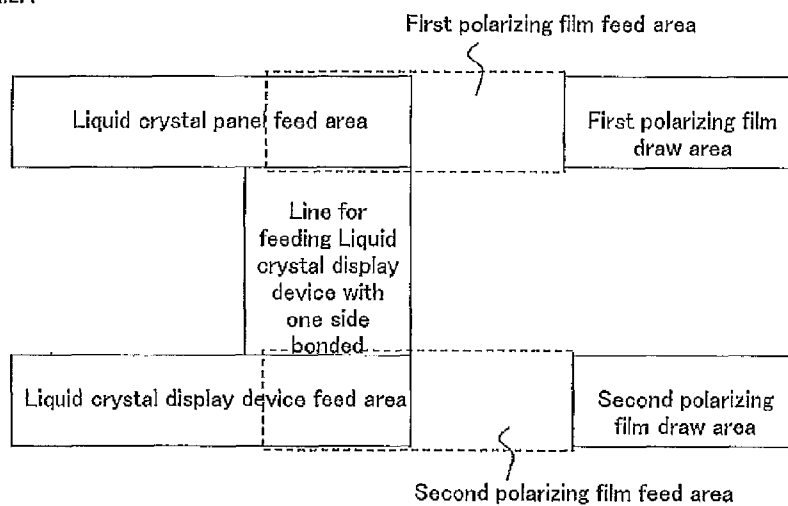 First polarizing film feed area
Liquid crystal panel feed area
First polarizing film
draw area
Line for
feeding Liquid
crystal display
device with
one side
bonded
Liquid crystal display device feed area
Second polarizing
film draw area
Second polarizing film feed area